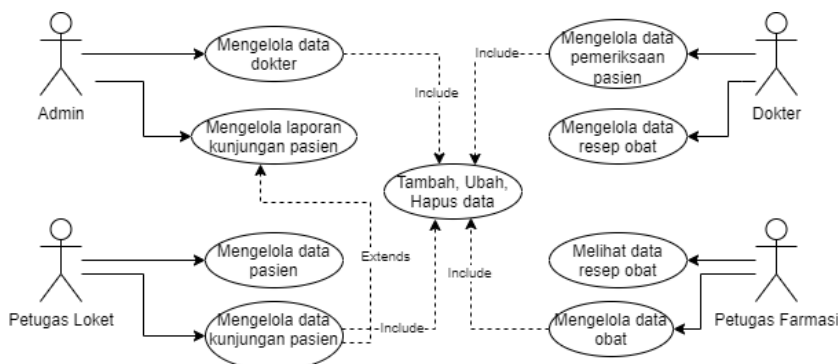 Mengelola data
dokter
Include
Include
Mengelola data
pemeriksaan
pasien
Admin
Dokter
Mengelola laporan
kunjungan pasien
Mengelola data
resep obat
Tambah, Ubah,
Hapus data
Mengelola data
pasien
Extends
Include
Melihat data
resep obat
Petugas Loket
Mengelola data
kunjungan pasien
Include
Mengelola data
obat
Petugas Farmasi